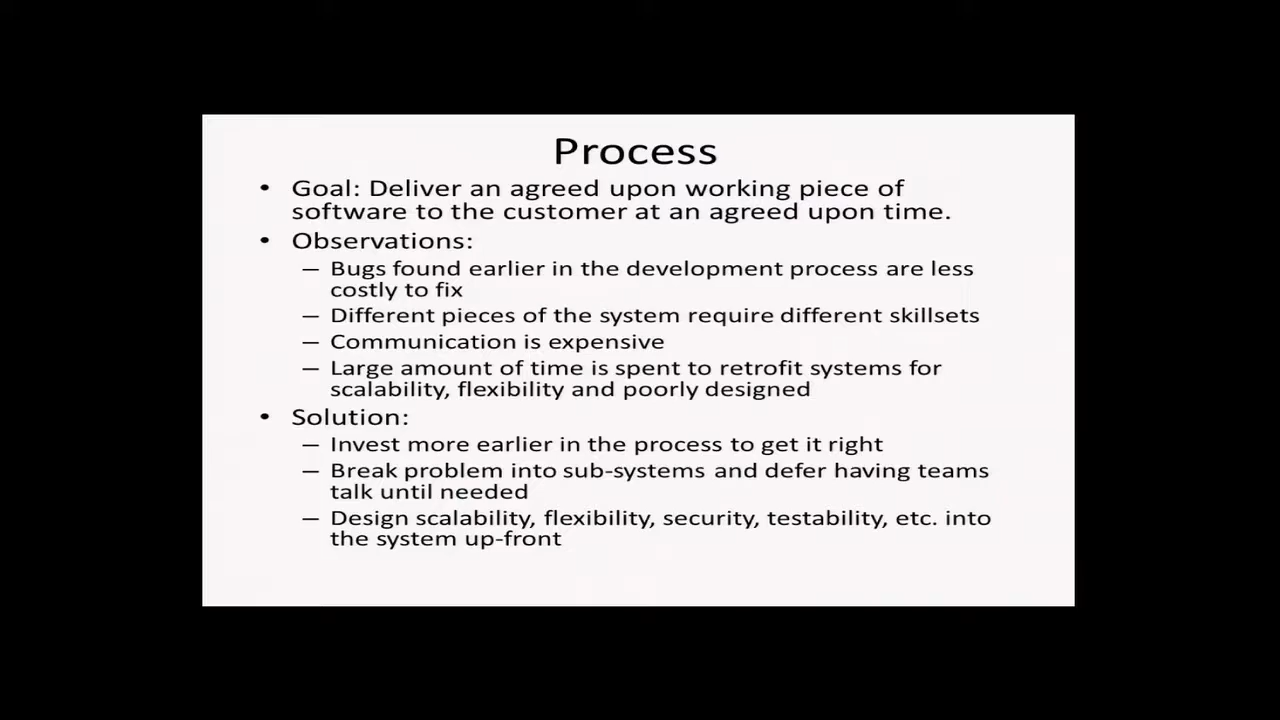 Process
• Goal: Deliver an agreed upon working piece of
software to the customer at an agreed upon time.
• Observations:
– Bugs found earlier in the development process are less
costly to fix
– Different pieces of the system require different skillsets
– Communication is expensive
– Large amount of time is spent to retrofit systems for
scalability, flexibility and poorly designed
• Solution:
– Invest more earlier in the process to get it right
– Break problem into sub-systems and defer having teams
talk until needed
– Design scalability, flexibility, security, testability, etc. into
the system up-front